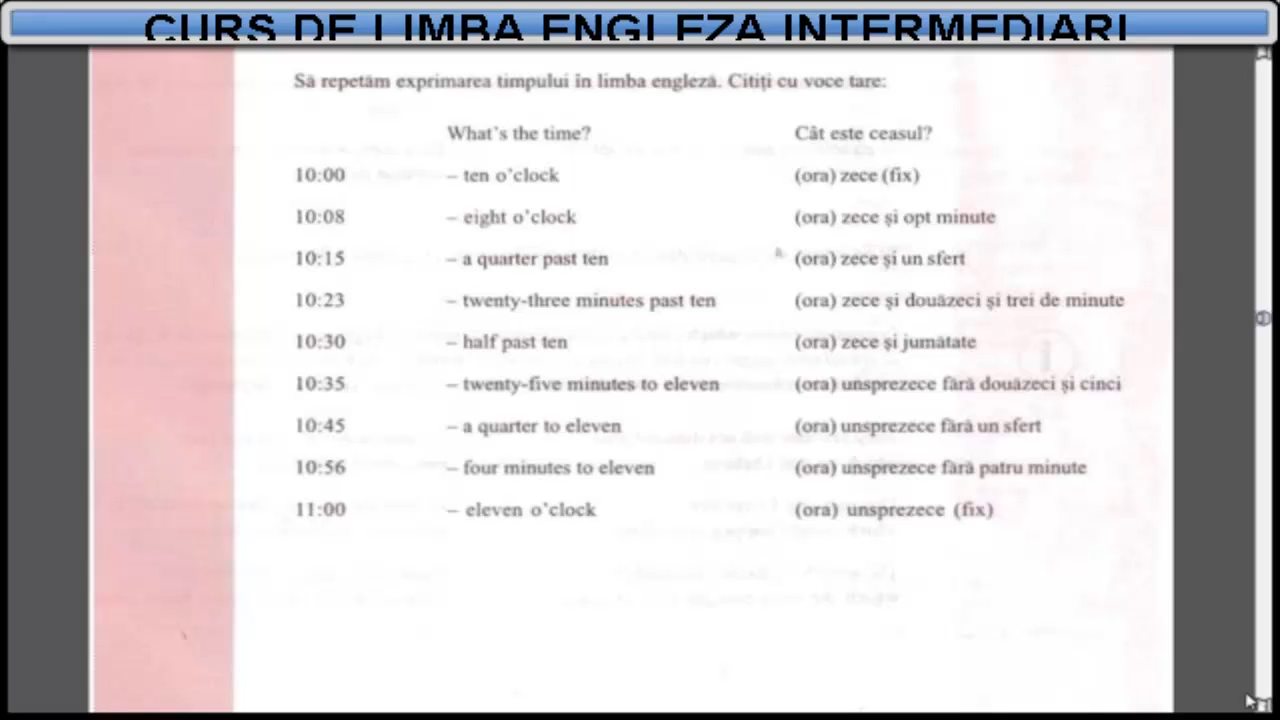 CURS DE LIMBA ENGLEZA INTERMEDIARI
Să repetăm exprimarea timpului în limba engleză. Citiți cu voce tare:
What's the time? Cât este ceasul?
10:00 – ten o'clock (ora) zece (fix)
10:08 – eight o'clock (ora) zece și opt minute
10:15 – a quarter past ten (ora) zece și un sfert
10:23 – twenty-three minutes past ten (ora) zece și douăzeci și trei de minute
10:30 – half past ten (ora) zece și jumătate
10:35 – twenty-five minutes to eleven (ora) unsprezece fără douăzeci și cinci
10:45 – a quarter to eleven (ora) unsprezece fără un sfert
10:56 – four minutes to eleven (ora) unsprezece fără patru minute
11:00 – eleven o'clock (ora) unsprezece (fix)